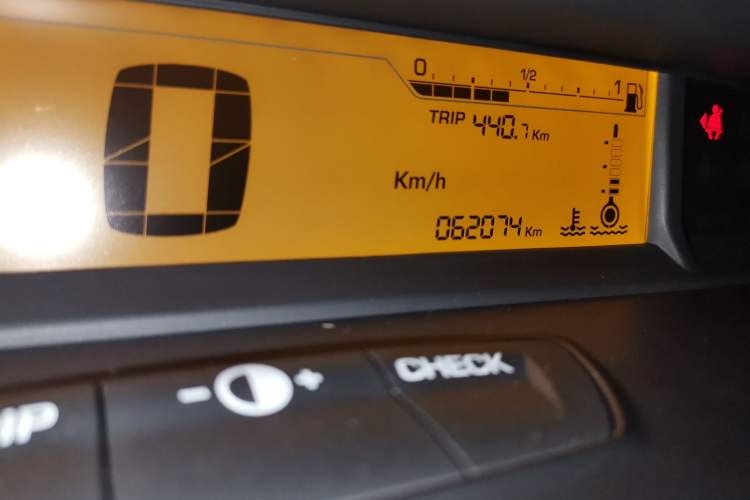 0
0 1/2 1
TRIP 440.7 Km
Km/h
062074 Km
IP
- +
CHECK